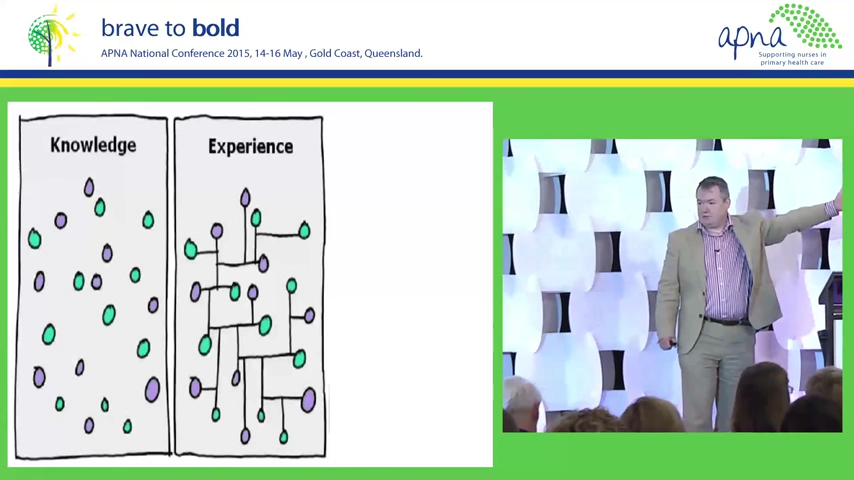 brave to bold
APNA National Conference 2015, 14-16 May , Gold Coast, Queensland.
apna
Supporting nurses in
primary health care
Knowledge
Experience